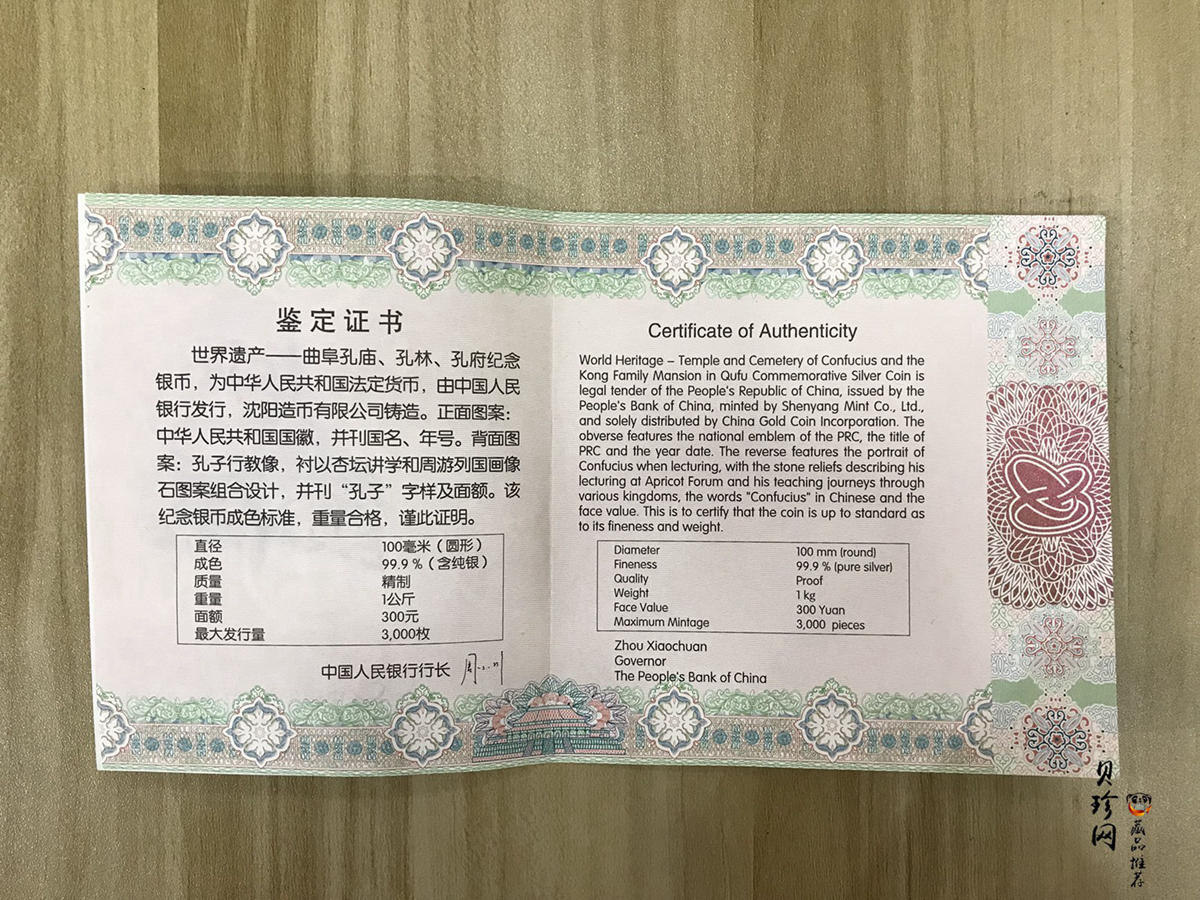 鉴定证书
世界遗产——曲阜孔庙、孔林、孔府纪念
银币，为中华人民共和国法定货币，由中国人民
银行发行，沈阳造币有限公司铸造。正面图案：
中华人民共和国国徽，并刊国名、年号。背面图
案：孔子行教像，衬以杏坛讲学和周游列国画像
石图案组合设计，并刊“孔子”字样及面额。该
纪念银币成色标准，重量合格，谨此证明。
直径 100毫米（圆形）
成色 99.9％（含纯银）
质量 精制
重量 1公斤
面额 300元
最大发行量 3,000枚
中国人民银行行长
Certificate of Authenticity
World Heritage – Temple and Cemetery of Confucius and the
Kong Family Mansion in Qufu Commemorative Silver Coin is
legal tender of the People's Republic of China, issued by the
People's Bank of China, minted by Shenyang Mint Co., Ltd.,
and solely distributed by China Gold Coin Incorporation. The
obverse features the national emblem of the PRC, the title of
PRC and the year date. The reverse features the portrait of
Confucius when lecturing, with the stone reliefs describing his
lecturing at Apricot Forum and his teaching journeys through
various kingdoms, the words "Confucius" in Chinese and the
face value. This is to certify that the coin is up to standard as
to its fineness and weight.
Diameter 100 mm (round)
Fineness 99.9 % (pure silver)
Quality Proof
Weight 1 kg
Face Value 300 Yuan
Maximum Mintage 3,000 pieces
Zhou Xiaochuan
Governor
The People's Bank of China
贝珍网
藏品推荐